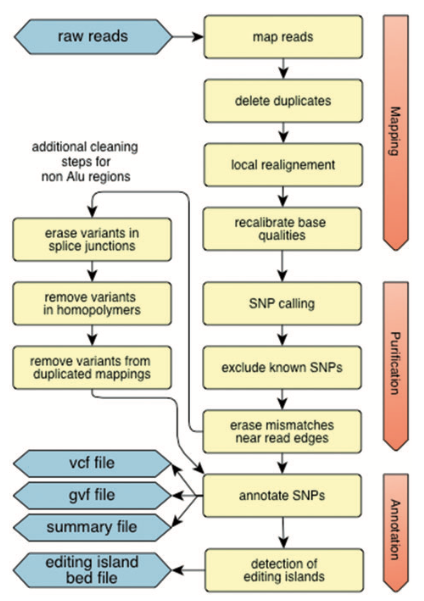 raw reads
map reads
delete duplicates
local realignement
recalibrate base
qualities
Mapping
additional cleaning
steps for
non Alu regions
erase variants in
splice junctions
remove variants
in homopolymers
remove variants from
duplicated mappings
SNP calling
exclude known SNPs
erase mismatches
near read edges
Purification
vcf file
gvf file
summary file
annotate SNPs
editing island
bed file
detection of
editing islands
Annotation